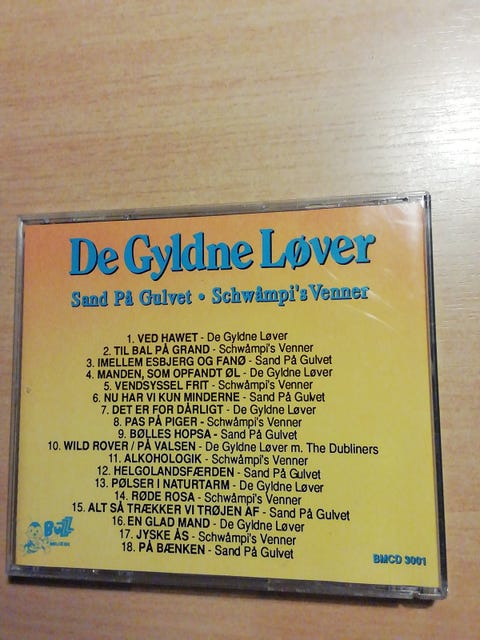 De Gyldne Løver
Sand På Gulvet • Schwåmpi's Venner
1. VED HAWET - De Gyldne Løver
2. TIL BAL PÅ GRAND - Schwåmpi's Venner
3. IMELLEM ESBJERG OG FANØ - Sand På Gulvet
4. MANDEN, SOM OPFANDT ØL - De Gyldne Løver
5. VENDSYSSEL FRIT - Schwåmpi's Venner
6. NU HAR VI KUN MINDERNE - Sand På Gulvet
7. DET ER FOR DÅRLIGT - De Gyldne Løver
8. PAS PÅ PIGER - Schwåmpi's Venner
9. BØLLES HOPSA - Sand På Gulvet
10. WILD ROVER / PÅ VALSEN - De Gyldne Løver m. The Dubliners
11. ALKOHOLOGIK - Schwåmpi's Venner
12. HELGOLANDSFÆRDEN - Sand På Gulvet
13. PØLSER I NATURTARM - De Gyldne Løver
14. RØDE ROSA - Schwåmpi's Venner
15. ALT SÅ TRÆKKER VI TRØJEN AF - Sand På Gulvet
16. EN GLAD MAND - De Gyldne Løver
17. JYSKE ÅS - Schwåmpi's Venner
18. PÅ BÆNKEN - Sand På Gulvet
Buzz
BMCD 3001